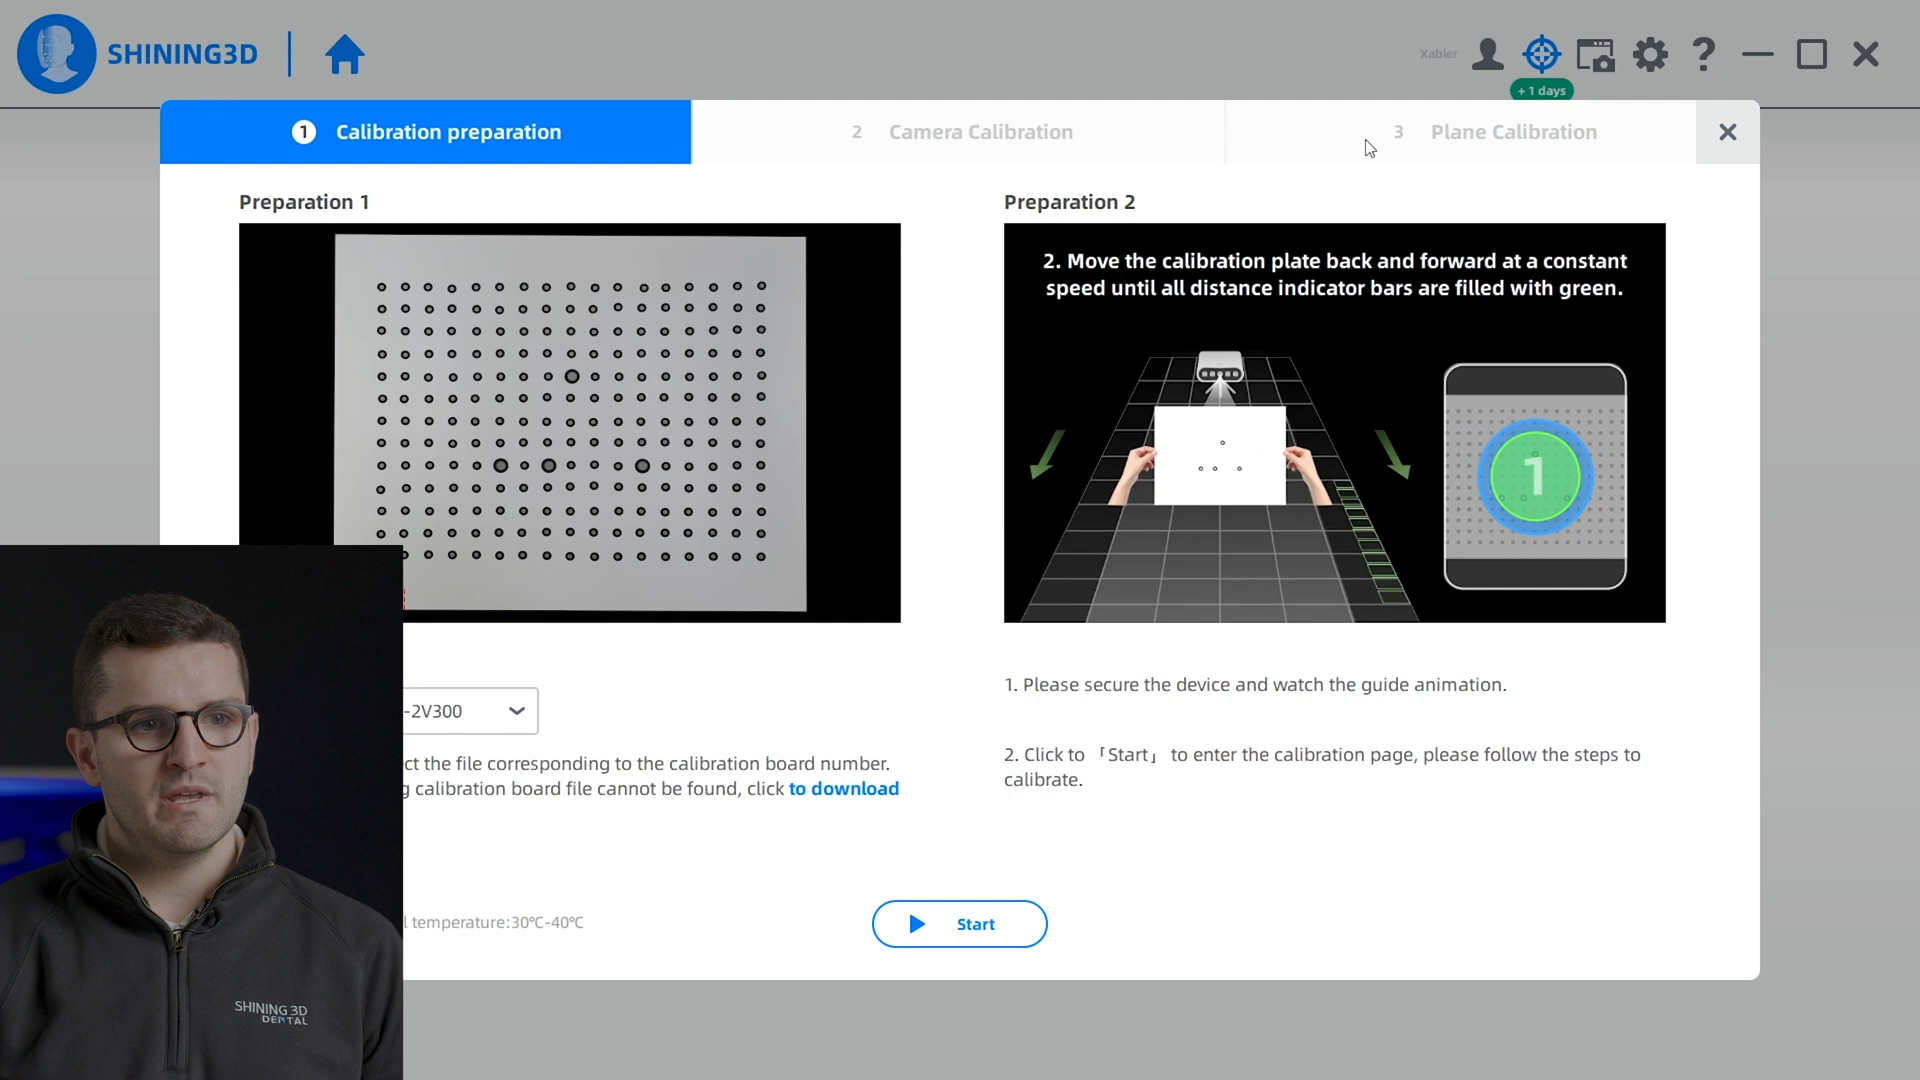 SHINING3D
Xabier
+ 1 days
1 Calibration preparation
2 Camera Calibration
3 Plane Calibration
Preparation 1
Preparation 2
2. Move the calibration plate back and forward at a constant
speed until all distance indicator bars are filled with green.
1
-2V300
ct the file corresponding to the calibration board number.
g calibration board file cannot be found, click to download
1. Please secure the device and watch the guide animation.
2. Click to 「Start」 to enter the calibration page, please follow the steps to
calibrate.
l temperature:30℃-40℃
Start
SHINING 3D
DENTAL